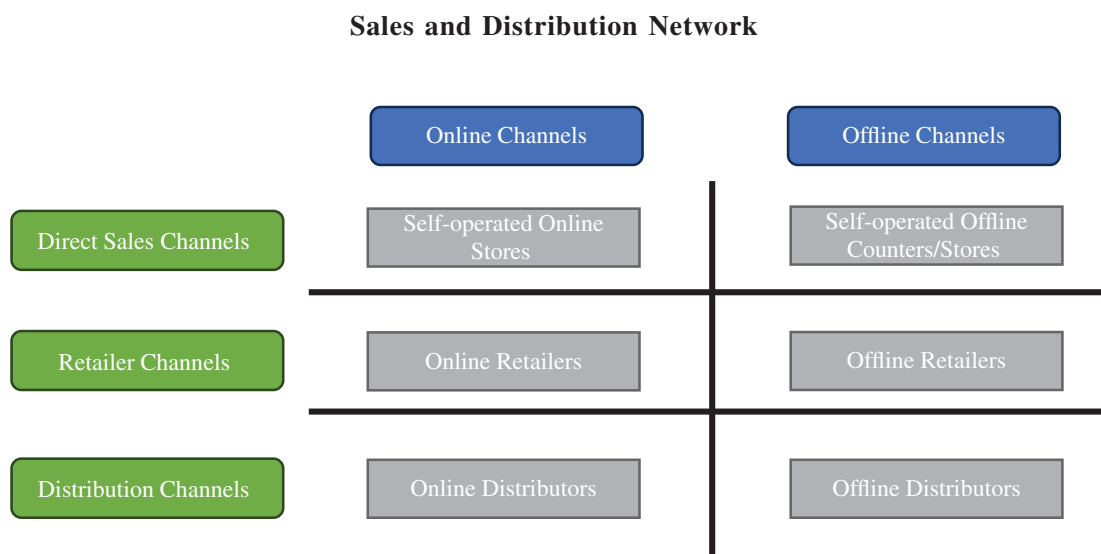 Sales and Distribution Network
Online Channels
Offline Channels
Direct Sales Channels
Self-operated Online
Stores
Self-operated Offline
Counters/Stores
Retailer Channels
Online Retailers
Offline Retailers
Distribution Channels
Online Distributors
Offline Distributors